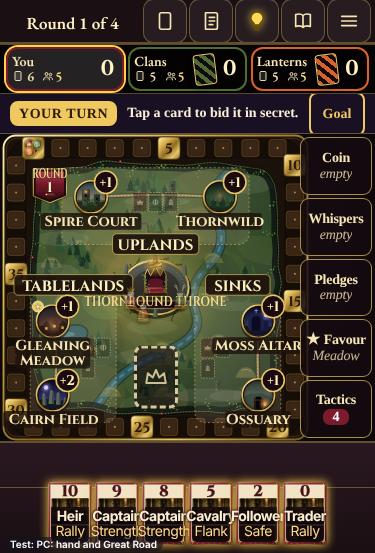 Round 1 of 4
You
6 5
0
Clans
5 5
0
Lanterns
5 5
0
YOUR TURN
Tap a card to bid it in secret.
Goal
5
10
ROUND
1
+1
+1
SPIRE COURT
THORNWILD
UPLANDS
TABLELANDS
SINKS
THORNBOUND THRONE
35
15
+1
+1
GLEANING
MEADOW
MOSS ALTAR
+2
+1
30
CAIRN FIELD
OSSUARY
25
20
Coin
empty
Whispers
empty
Pledges
empty
★ Favour
Meadow
Tactics
4
10
9
8
5
2
0
Heir
Captain
Captain
Cavalry
Follower
Trader
Rally
Strength
Strength
Flank
Safe
Rally
Test: PC: hand and Great Road